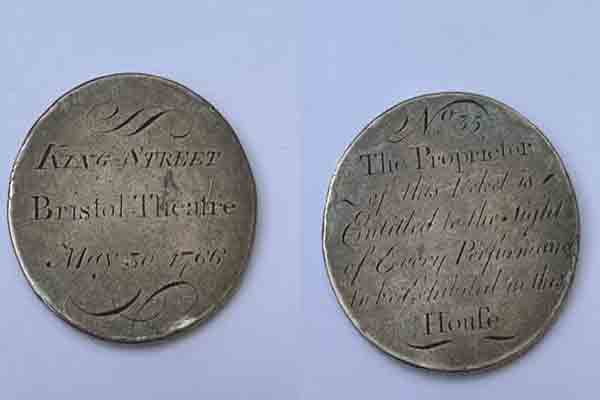 KING STREET
Bristol Theatre
May 30 1766
No 35
The Proprietor
of this Ticket is
Entitled to the Sight
of Every Performance
to be Exhibited in this
Houſe